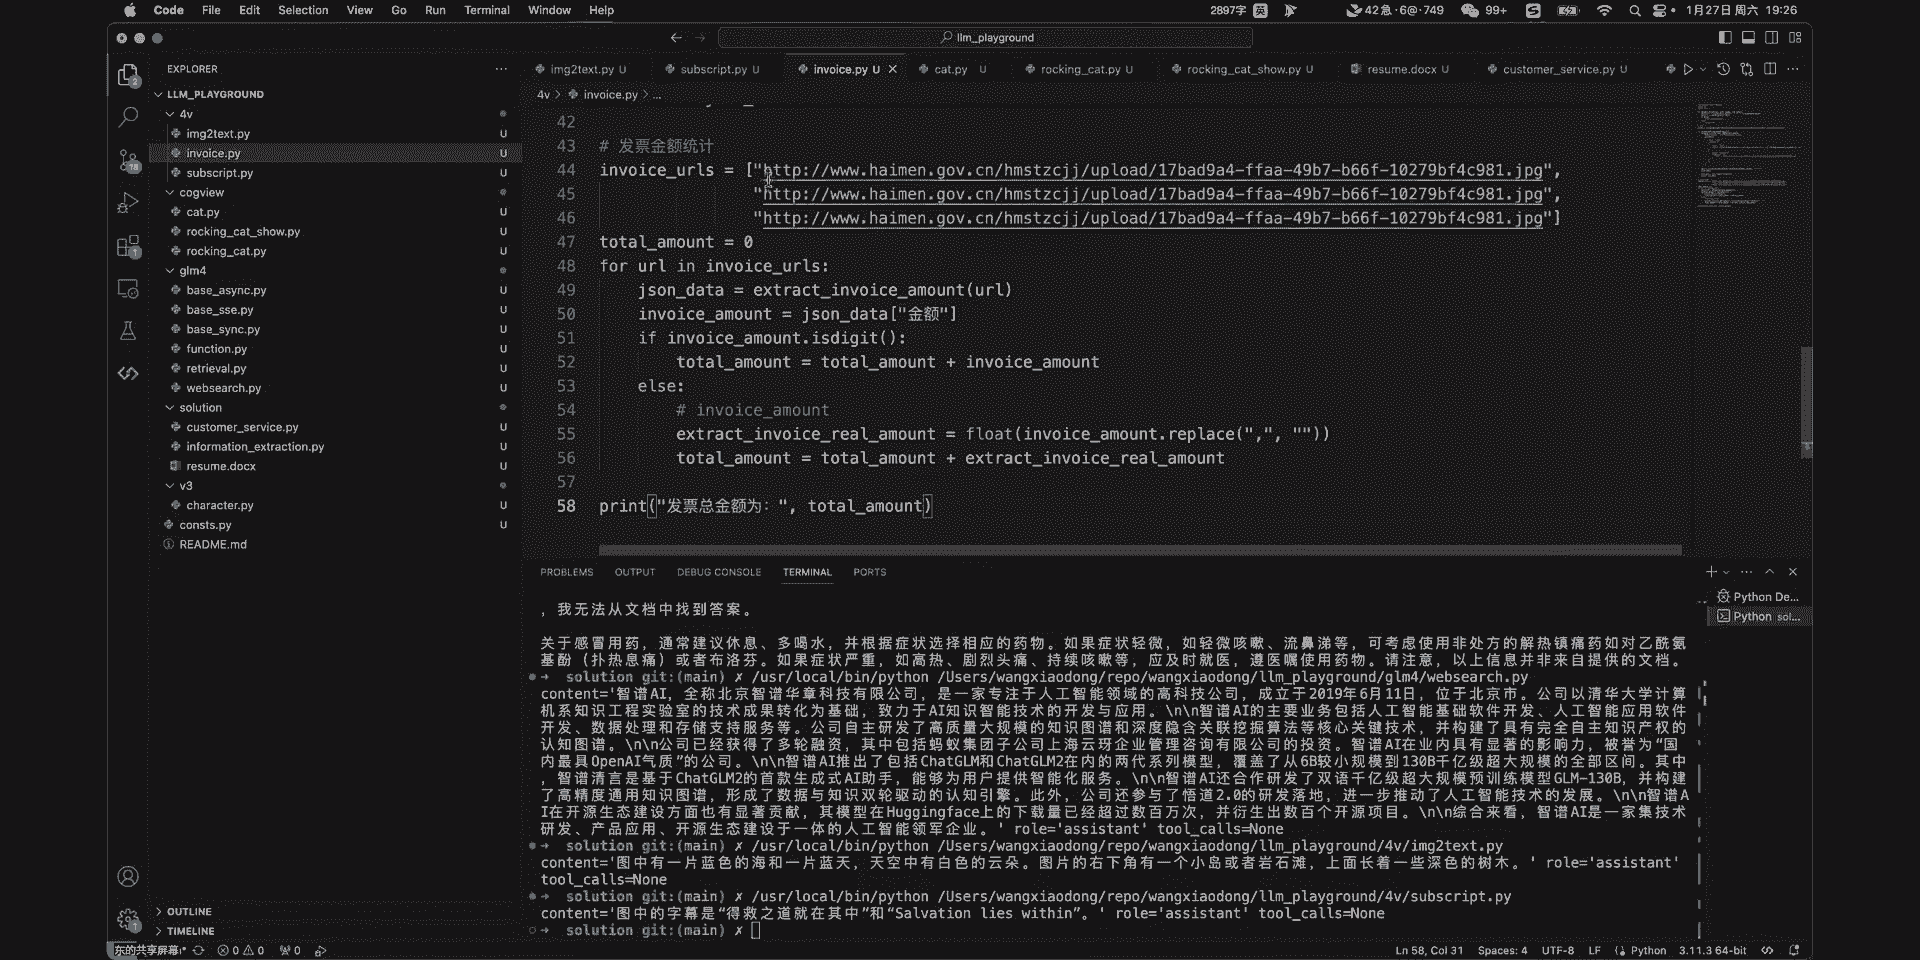 Code File Edit Selection View Go Run Terminal Window Help
2897字 英 42急·6@·749 99+ 1月27日 周六 19:26
llm_playground
EXPLORER
img2text.py U subscript.py U invoice.py U cat.py U rocking_cat.py U rocking_cat_show.py U resume.docx U customer_service.py U
LLM_PLAYGROUND
4v > invoice.py > ...
4v
img2text.py U
invoice.py U
subscript.py U
cogview
cat.py U
rocking_cat_show.py U
rocking_cat.py U
glm4
base_async.py U
base_sse.py U
base_sync.py U
function.py U
retrieval.py U
websearch.py U
solution
customer_service.py U
information_extraction.py U
resume.docx U
v3
character.py U
consts.py U
README.md
OUTLINE
TIMELINE
42
43 # 发票金额统计
44 invoice_urls = ["http://www.haimen.gov.cn/hmstzcjj/upload/17bad9a4-ffaa-49b7-b66f-10279bf4c981.jpg",
45 "http://www.haimen.gov.cn/hmstzcjj/upload/17bad9a4-ffaa-49b7-b66f-10279bf4c981.jpg",
46 "http://www.haimen.gov.cn/hmstzcjj/upload/17bad9a4-ffaa-49b7-b66f-10279bf4c981.jpg"]
47 total_amount = 0
48 for url in invoice_urls:
49 json_data = extract_invoice_amount(url)
50 invoice_amount = json_data["金额"]
51 if invoice_amount.isdigit():
52 total_amount = total_amount + invoice_amount
53 else:
54 # invoice_amount
55 extract_invoice_real_amount = float(invoice_amount.replace(",", ""))
56 total_amount = total_amount + extract_invoice_real_amount
57
58 print("发票总金额为：", total_amount)
PROBLEMS OUTPUT DEBUG CONSOLE TERMINAL PORTS
Python De...
Python sol...
，我无法从文档中找到答案。
关于感冒用药，通常建议休息、多喝水，并根据症状选择相应的药物。如果症状轻微，如轻微咳嗽、流鼻涕等，可考虑使用非处方的解热镇痛药如对乙酰氨
基酚（扑热息痛）或者布洛芬。如果症状严重，如高热、剧烈头痛、持续咳嗽等，应及时就医，遵医嘱使用药物。请注意，以上信息并非来自提供的文档。
→ solution git:(main) ✗ /usr/local/bin/python /Users/wangxiaodong/repo/wangxiaodong/llm_playground/glm4/websearch.py
content='智谱AI，全称北京智谱华章科技有限公司，是一家专注于人工智能领域的高科技公司，成立于2019年6月11日，位于北京市。公司以清华大学计算
机系知识工程实验室的技术成果转化为基础，致力于AI知识智能技术的开发与应用。\n\n智谱AI的主要业务包括人工智能基础软件开发、人工智能应用软件
开发、数据处理和存储支持服务等。公司自主研发了高质量大规模的知识图谱和深度隐含关联挖掘算法等核心关键技术，并构建了具有完全自主知识产权的
认知图谱。\n\n公司已经获得了多轮融资，其中包括蚂蚁集团子公司上海云玡企业管理咨询有限公司的投资。智谱AI在业内具有显著的影响力，被誉为“国
内最具OpenAI气质”的公司。\n\n智谱AI推出了包括ChatGLM和ChatGLM2在内的两代系列模型，覆盖了从6B较小规模到130B千亿级超大规模的全部区间。其中
，智谱清言是基于ChatGLM2的首款生成式AI助手，能够为用户提供智能化服务。\n\n智谱AI还合作研发了双语千亿级超大规模预训练模型GLM-130B，并构建
了高精度通用知识图谱，形成了数据与知识双轮驱动的认知引擎。此外，公司还参与了悟道2.0的研发落地，进一步推动了人工智能技术的发展。\n\n智谱A
I在开源生态建设方面也有显著贡献，其模型在Huggingface上的下载量已经超过数百万次，并衍生出数百个开源项目。\n\n综合来看，智谱AI是一家集技术
研发、产品应用、开源生态建设于一体的人工智能领军企业。' role='assistant' tool_calls=None
→ solution git:(main) ✗ /usr/local/bin/python /Users/wangxiaodong/repo/wangxiaodong/llm_playground/4v/img2text.py
content='图中有一片蓝色的海和一片蓝天，天空中有白色的云朵。图片的右下角有一个小岛或者岩石滩，上面长着一些深色的树木。' role='assistant'
tool_calls=None
→ solution git:(main) ✗ /usr/local/bin/python /Users/wangxiaodong/repo/wangxiaodong/llm_playground/4v/subscript.py
content='图中的字幕是“得救之道就在其中”和“Salvation lies within”。' role='assistant' tool_calls=None
→ solution git:(main) ✗
东的共享屏幕 0 0 0 Ln 58, Col 31 Spaces: 4 UTF-8 LF Python 3.11.3 64-bit